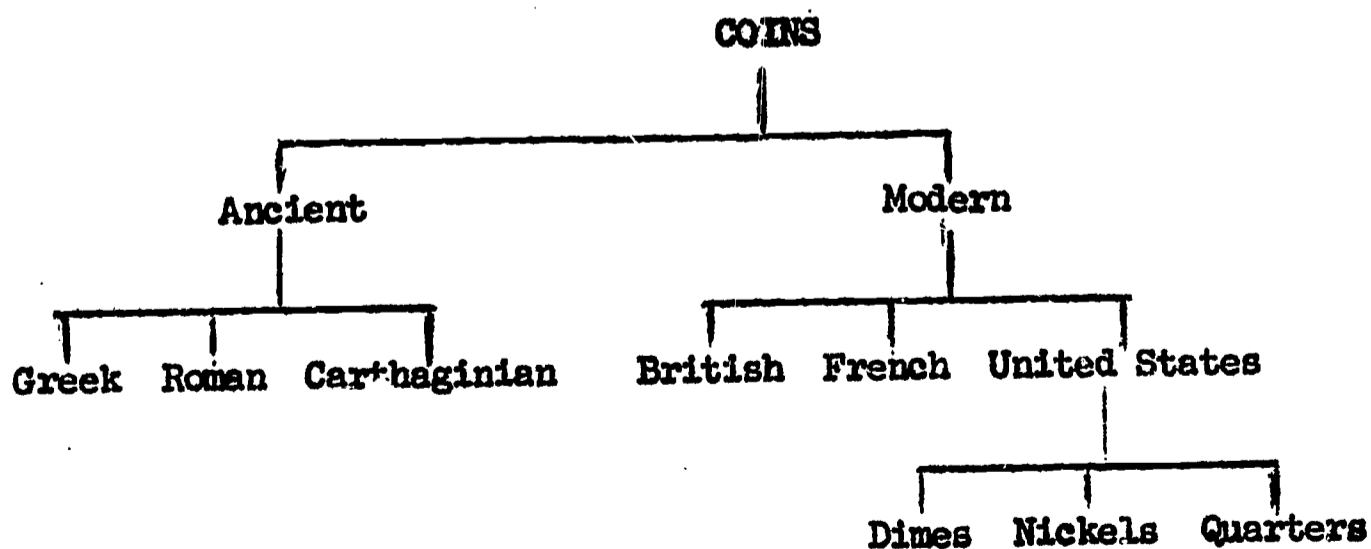 COINS
Ancient Modern
Greek Roman Carthaginian British French United States
Dimes Nickels Quarters